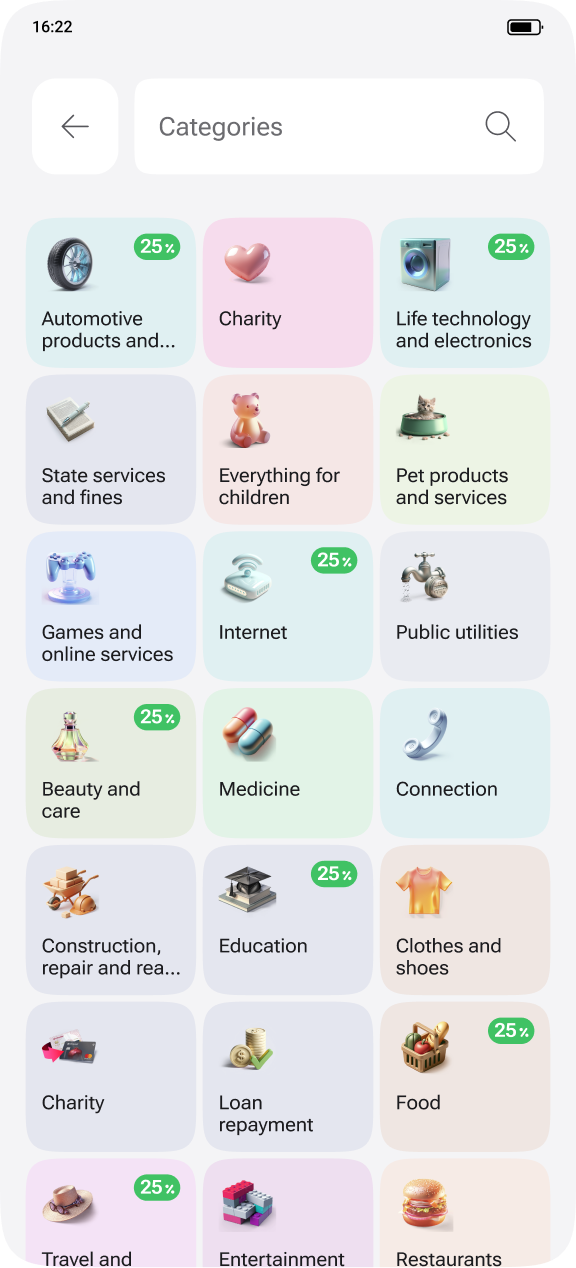 16:22
Categories
25%
Automotive
products and...
Charity
25%
Life technology
and electronics
State services
and fines
Everything for
children
Pet products
and services
Games and
online services
25%
Internet
Public utilities
25%
Beauty and
care
Medicine
Connection
Construction,
repair and rea...
25%
Education
Clothes and
shoes
Charity
Loan
repayment
25%
Food
25%
Travel and
Entertainment
Restaurants